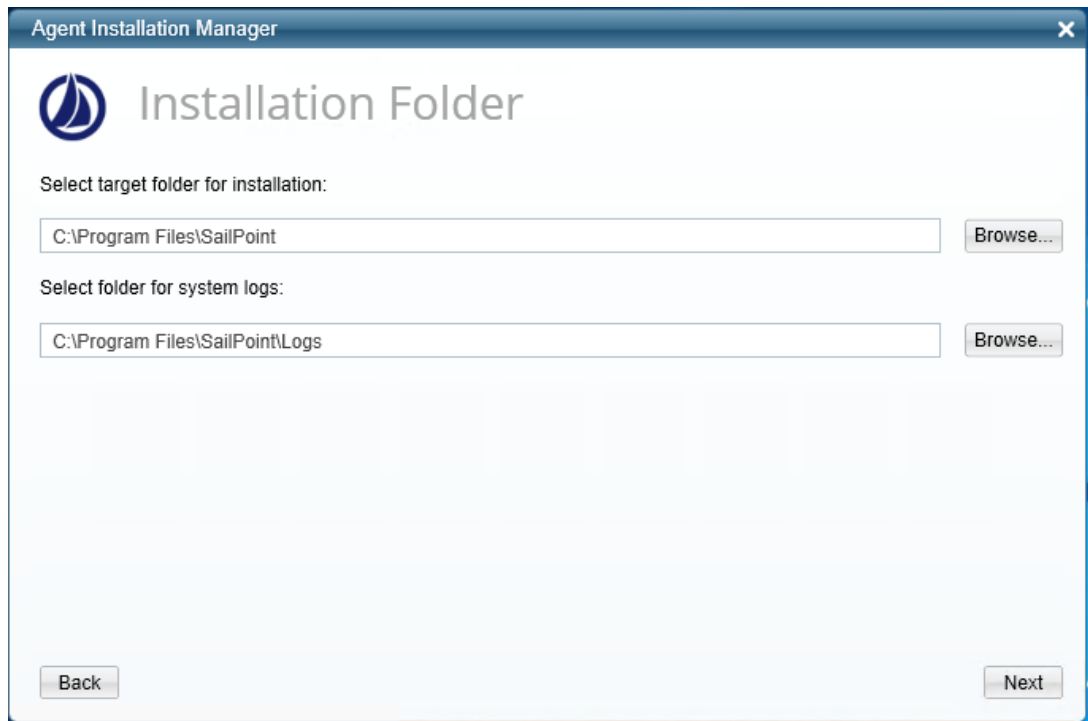 Agent Installation Manager
Installation Folder
Select target folder for installation:
C:\Program Files\SailPoint
Browse...
Select folder for system logs:
C:\Program Files\SailPoint\Logs
Browse...
Back
Next